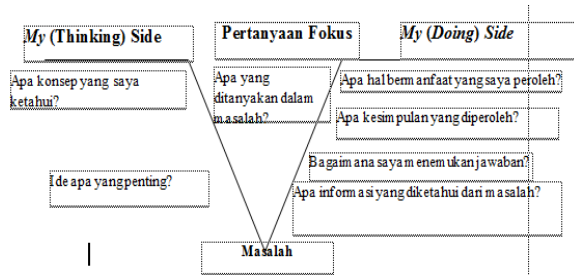 My (Thinking) Side
Pertanyaan Fokus
My (Doing) Side
Apa konsep yang saya
ketahui?
Apa yang
ditanyakan dalam
masalah?
Apa hal bermanfaat yang saya peroleh?
Apa kesimpulan yang diperoleh?
Bagaimana saya menemukan jawaban?
Ide apa yang penting?
Apa informasi yang diketahui dari masalah?
Masalah